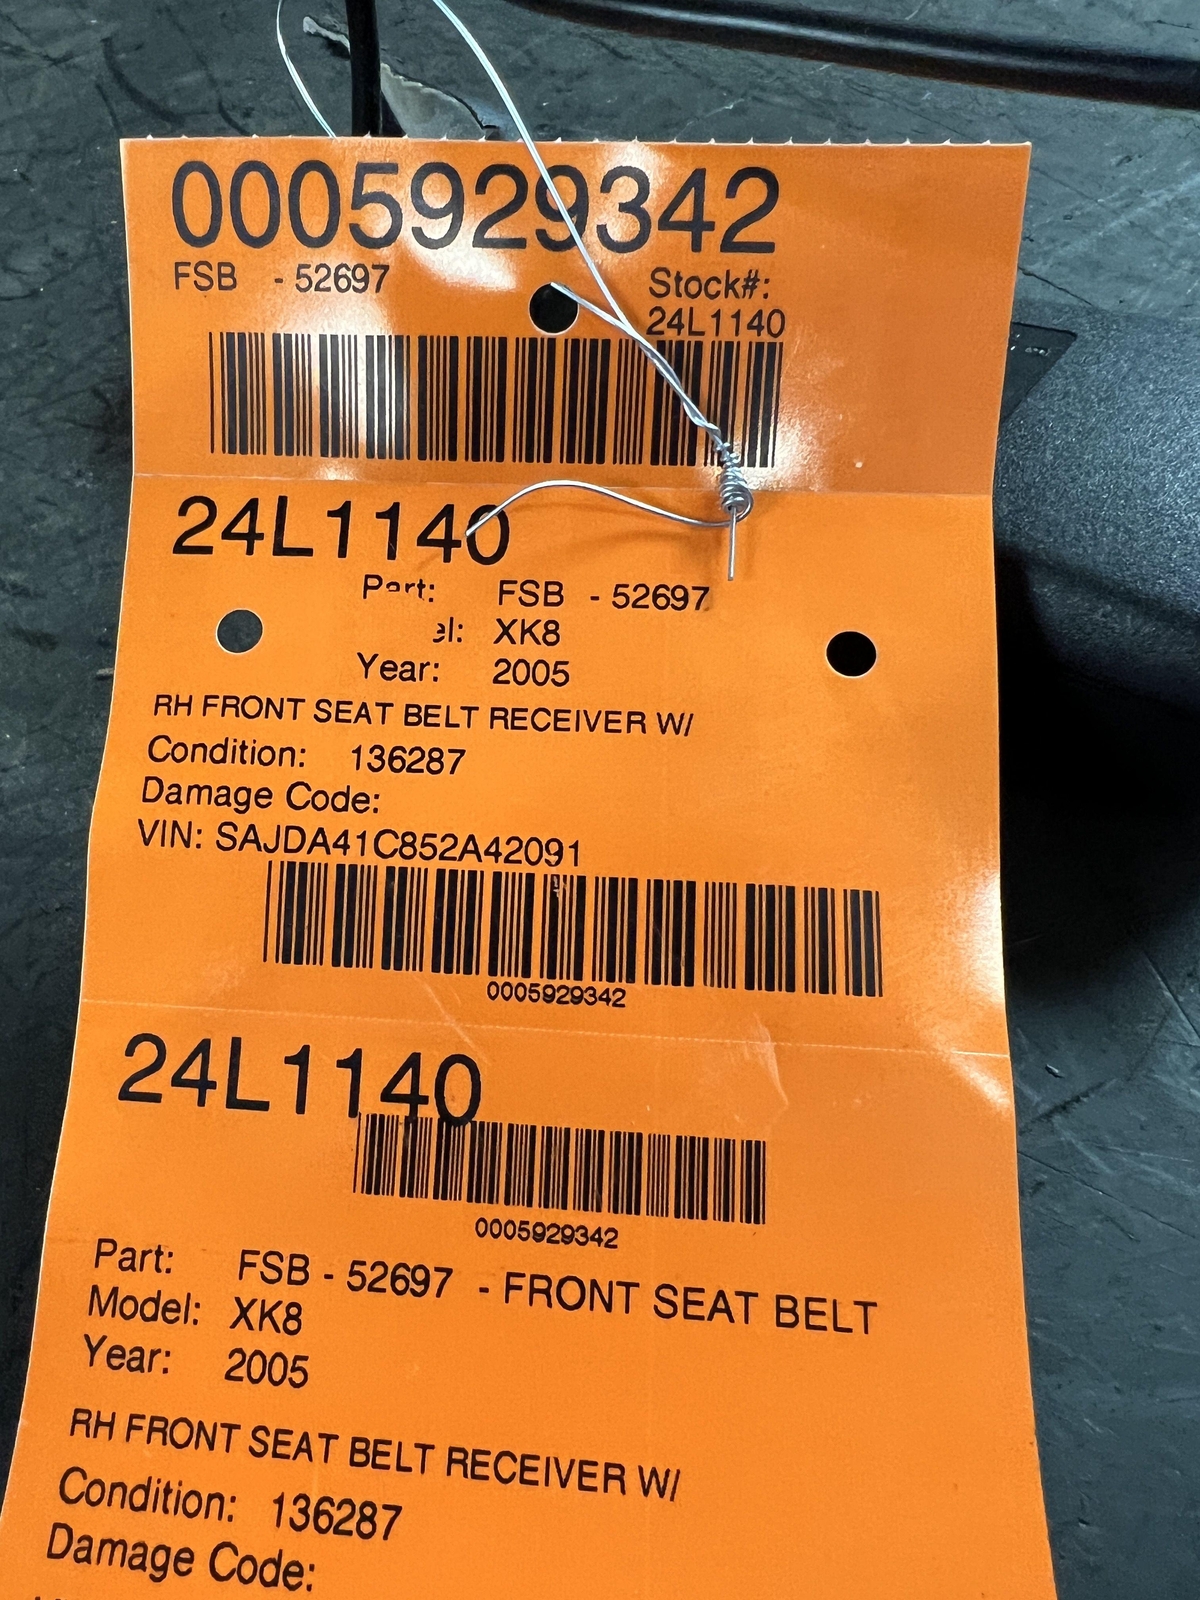 0005929342
FSB - 52697
Stock#:
24L1140
24L1140
Part: FSB - 52697
el: XK8
Year: 2005
RH FRONT SEAT BELT RECEIVER W/
Condition: 136287
Damage Code:
VIN: SAJDA41C852A42091
0005929342
24L1140
0005929342
Part: FSB - 52697 - FRONT SEAT BELT
Model: XK8
Year: 2005
RH FRONT SEAT BELT RECEIVER W/
Condition: 136287
Damage Code: